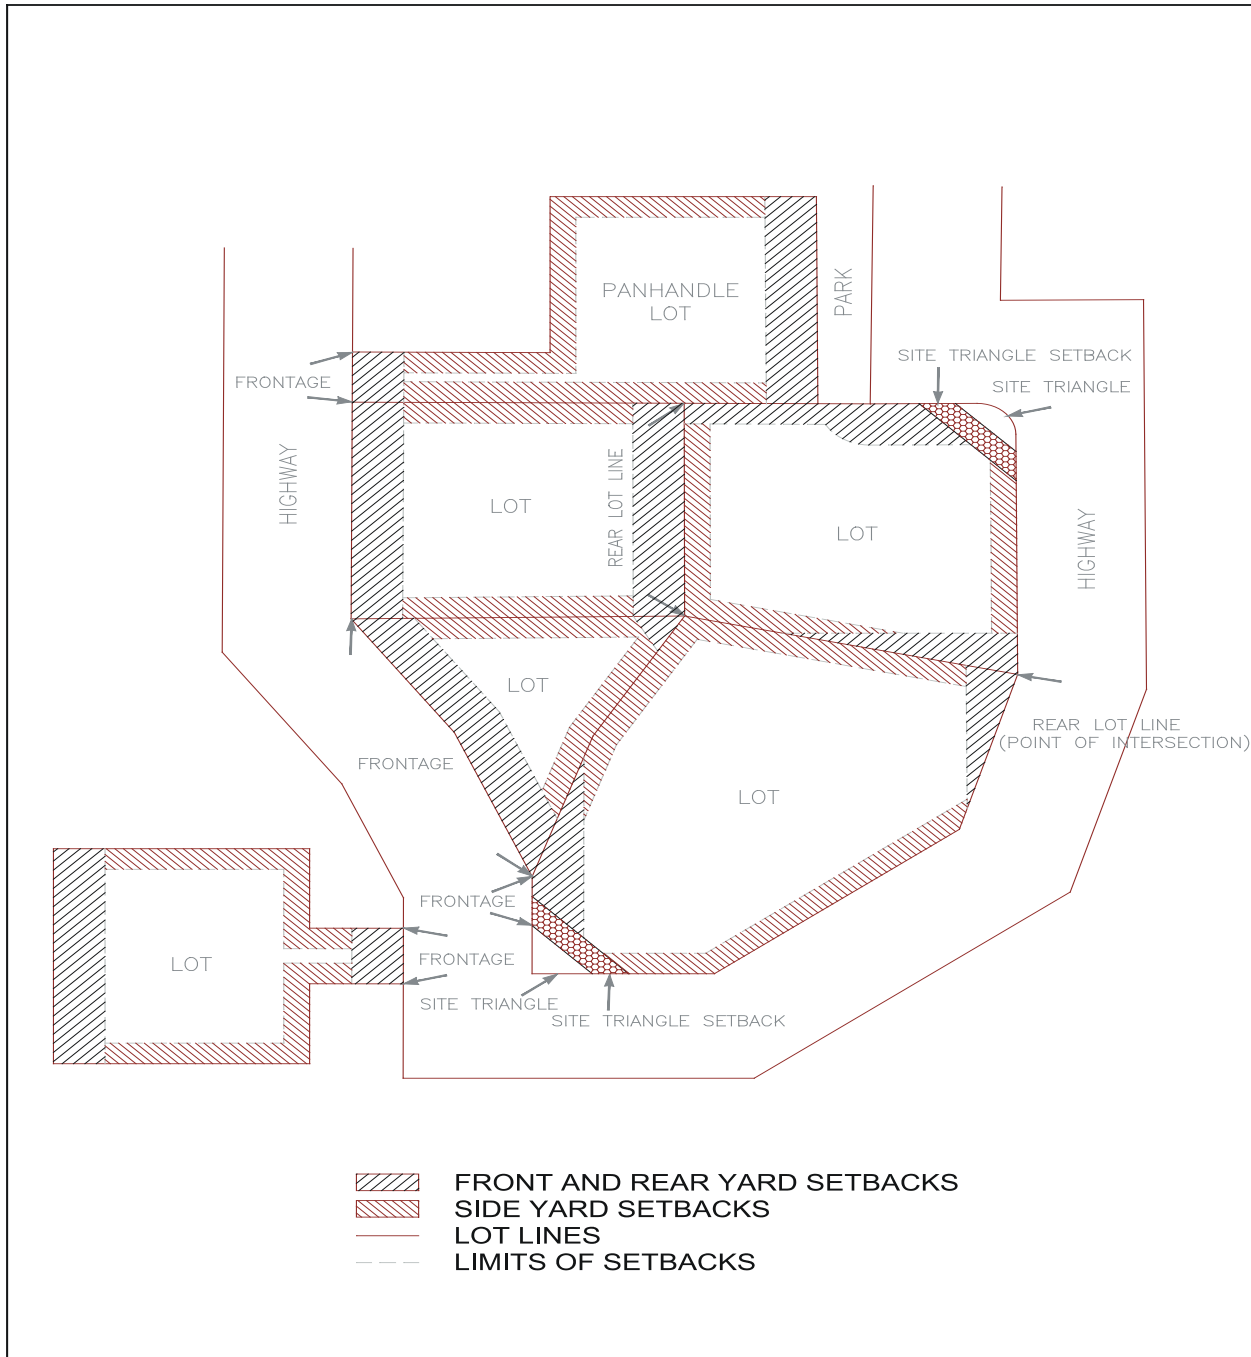 PANHANDLE
LOT
PARK
SITE TRIANGLE SETBACK
FRONTAGE
SITE TRIANGLE
HIGHWAY
LOT
REAR LOT LINE
LOT
HIGHWAY
LOT
REAR LOT LINE
(POINT OF INTERSECTION)
FRONTAGE
LOT
FRONTAGE
LOT
FRONTAGE
SITE TRIANGLE
SITE TRIANGLE SETBACK
FRONT AND REAR YARD SETBACKS
SIDE YARD SETBACKS
LOT LINES
LIMITS OF SETBACKS